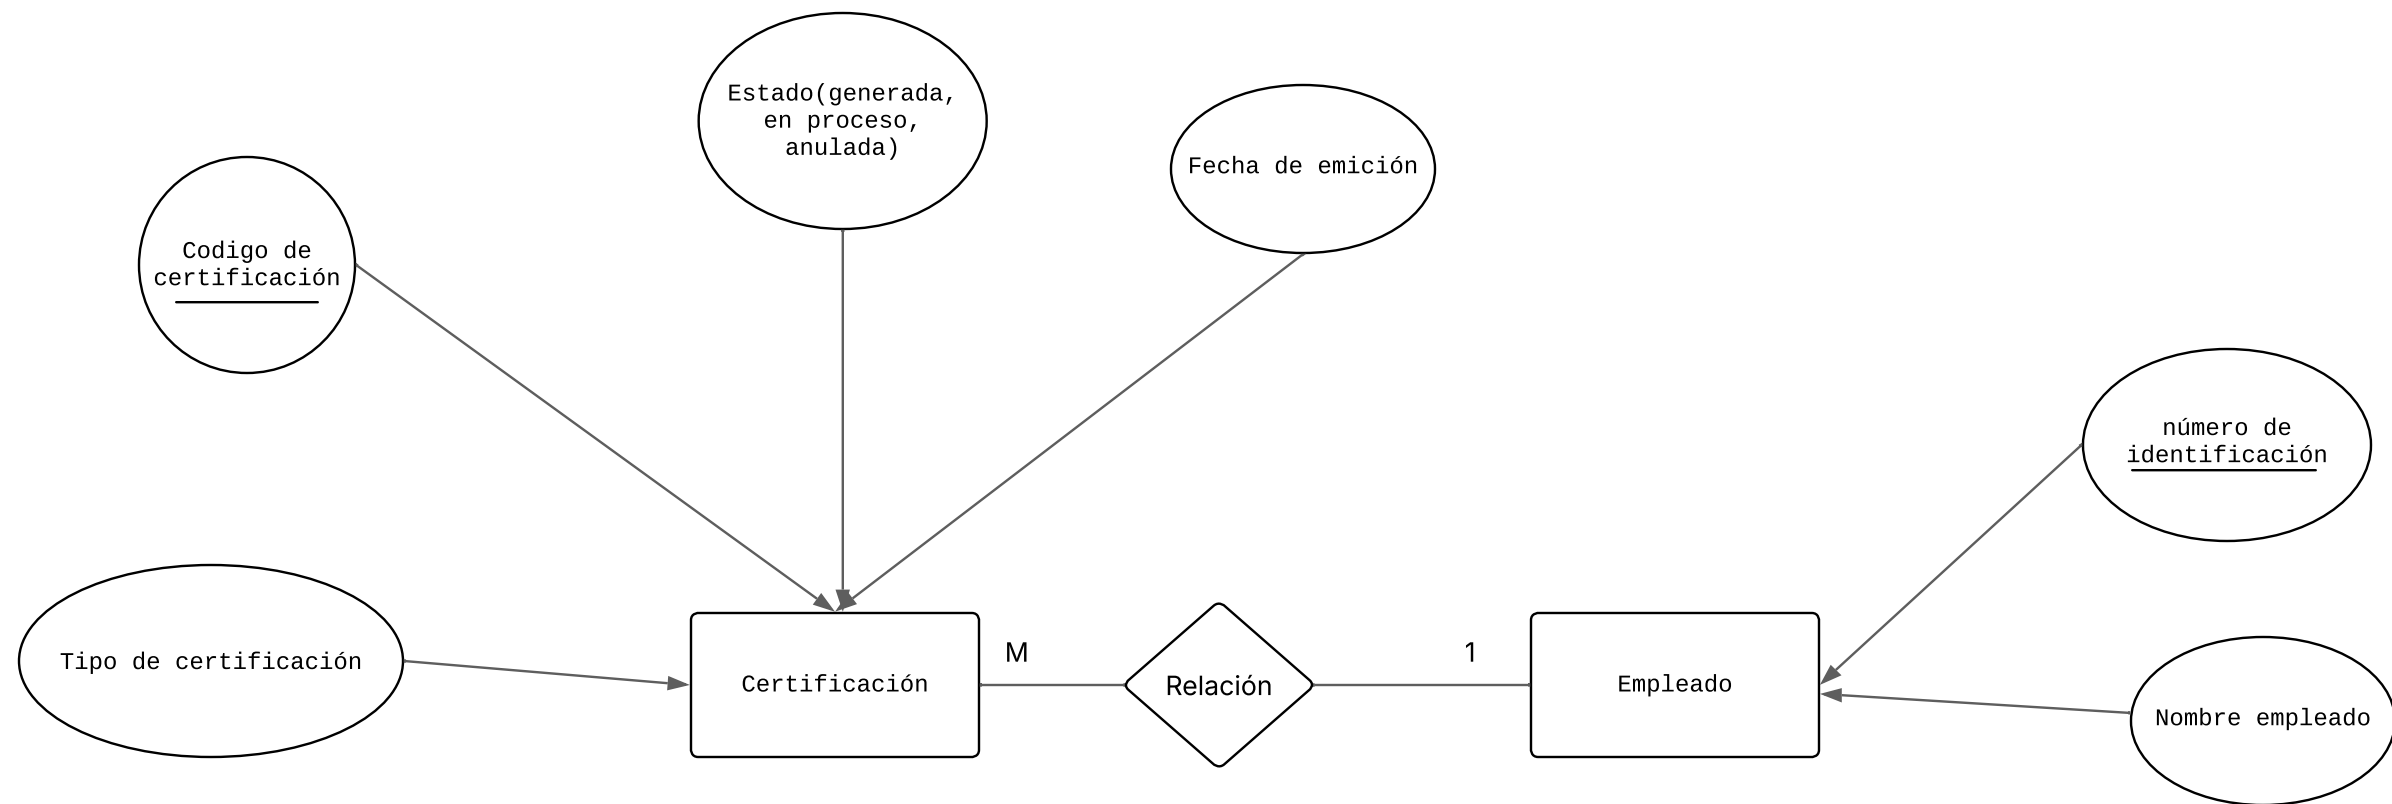 Estado(generada,
en proceso,
anulada)
Fecha de emición
Codigo de
certificación
número de
identificación
Tipo de certificación
M
1
Certificación
Relación
Empleado
Nombre empleado